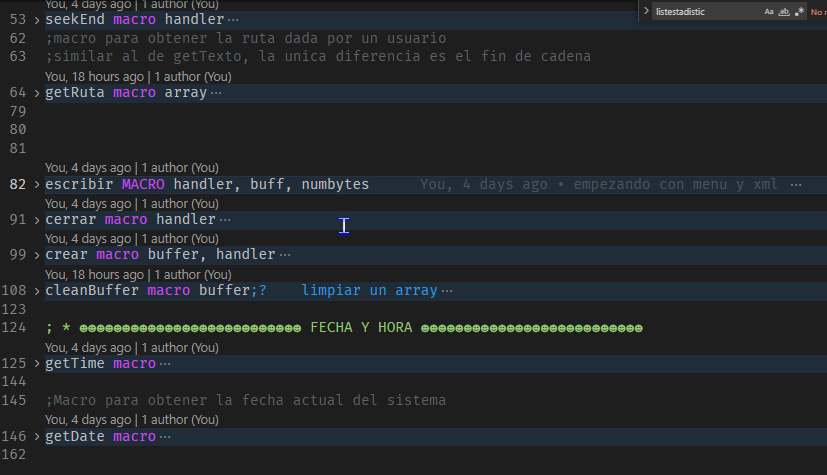 You, 4 days ago | 1 author (You)
listestadistic
Aa ab .*
No r
53 > seekEnd macro handler ···
62 ;macro para obtener la ruta dada por un usuario
63 ;similar al de getTexto, la unica diferencia es el fin de cadena
You, 18 hours ago | 1 author (You)
64 > getRuta macro array ···
79
80
81
You, 4 days ago | 1 author (You)
82 > escribir MACRO handler, buff, numbytes You, 4 days ago • empezando con menu y xml ···
You, 4 days ago | 1 author (You)
91 > cerrar macro handler ···
You, 4 days ago | 1 author (You)
99 > crear macro buffer, handler ···
You, 18 hours ago | 1 author (You)
108 > cleanBuffer macro buffer;? limpiar un array ···
123
124 ; * ☻☻☻☻☻☻☻☻☻☻☻☻☻☻☻☻☻☻☻☻☻☻☻☻☻☻ FECHA Y HORA ☻☻☻☻☻☻☻☻☻☻☻☻☻☻☻☻☻☻☻☻☻☻☻☻☻☻
You, 4 days ago | 1 author (You)
125 > getTime macro ···
144
145 ;Macro para obtener la fecha actual del sistema
You, 4 days ago | 1 author (You)
146 > getDate macro ···
162